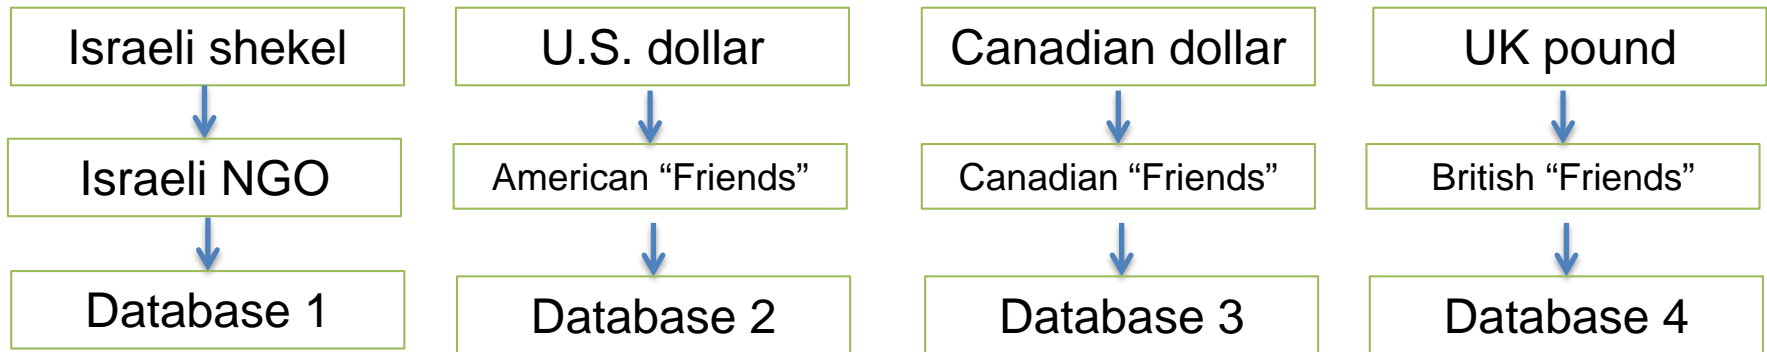 Israeli shekel
U.S. dollar
Canadian dollar
UK pound
Israeli NGO
American “Friends”
Canadian “Friends”
British “Friends”
Database 1
Database 2
Database 3
Database 4